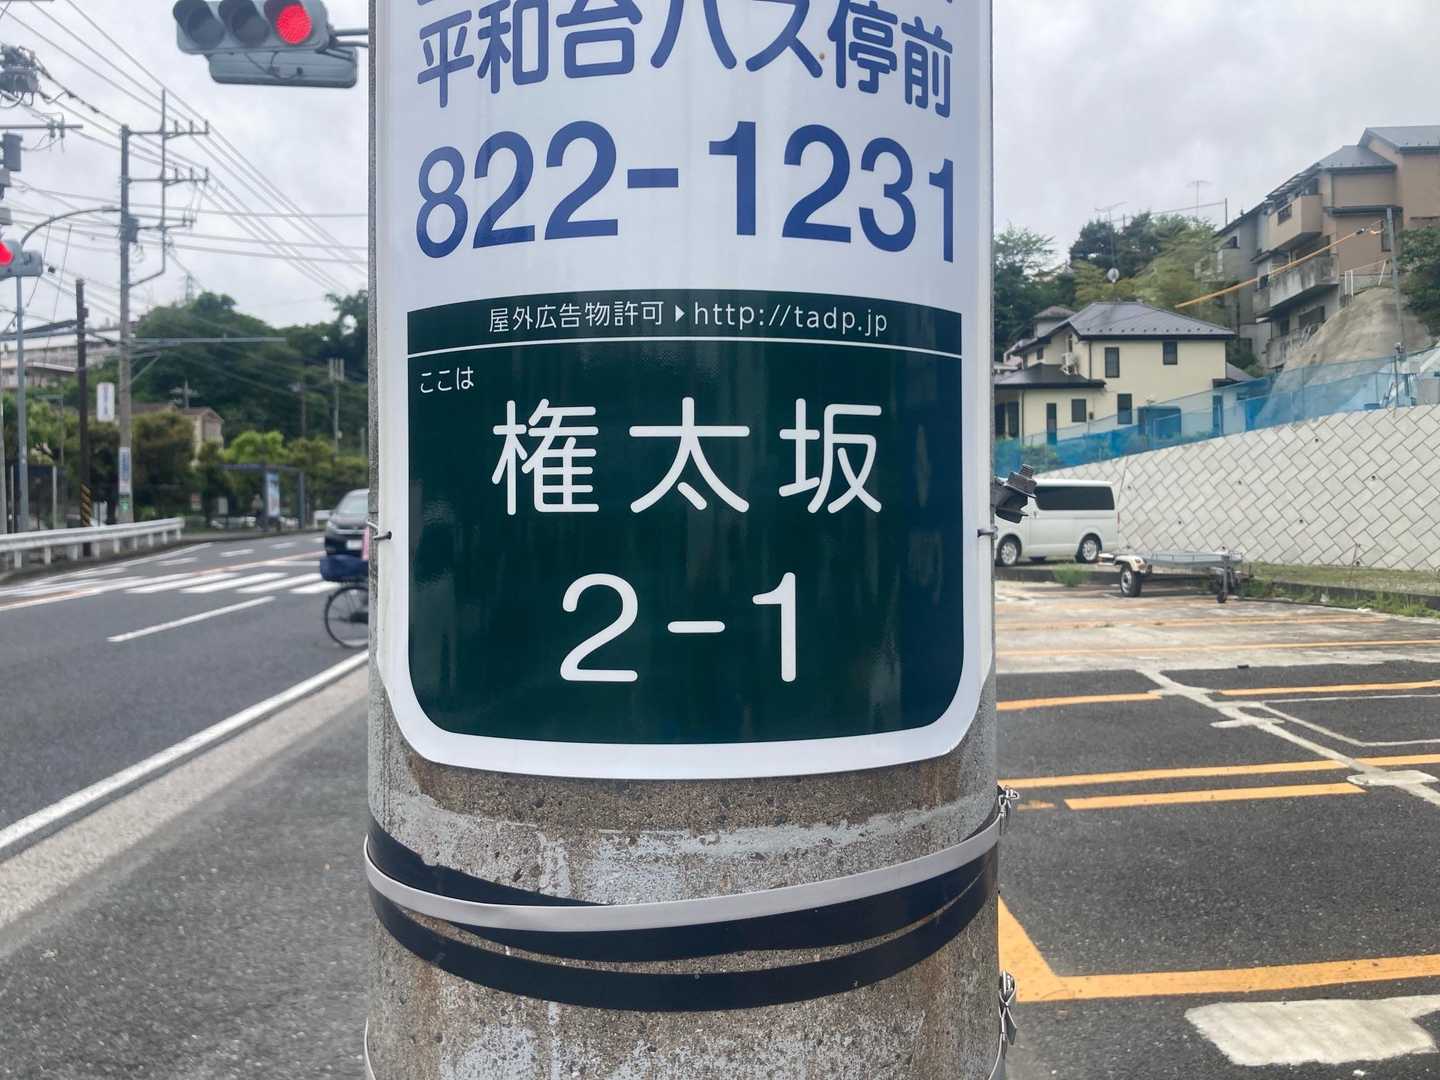 平和台バス停前
822-1231
屋外広告物許可▶http://tadp.jp
ここは
権太坂
2-1